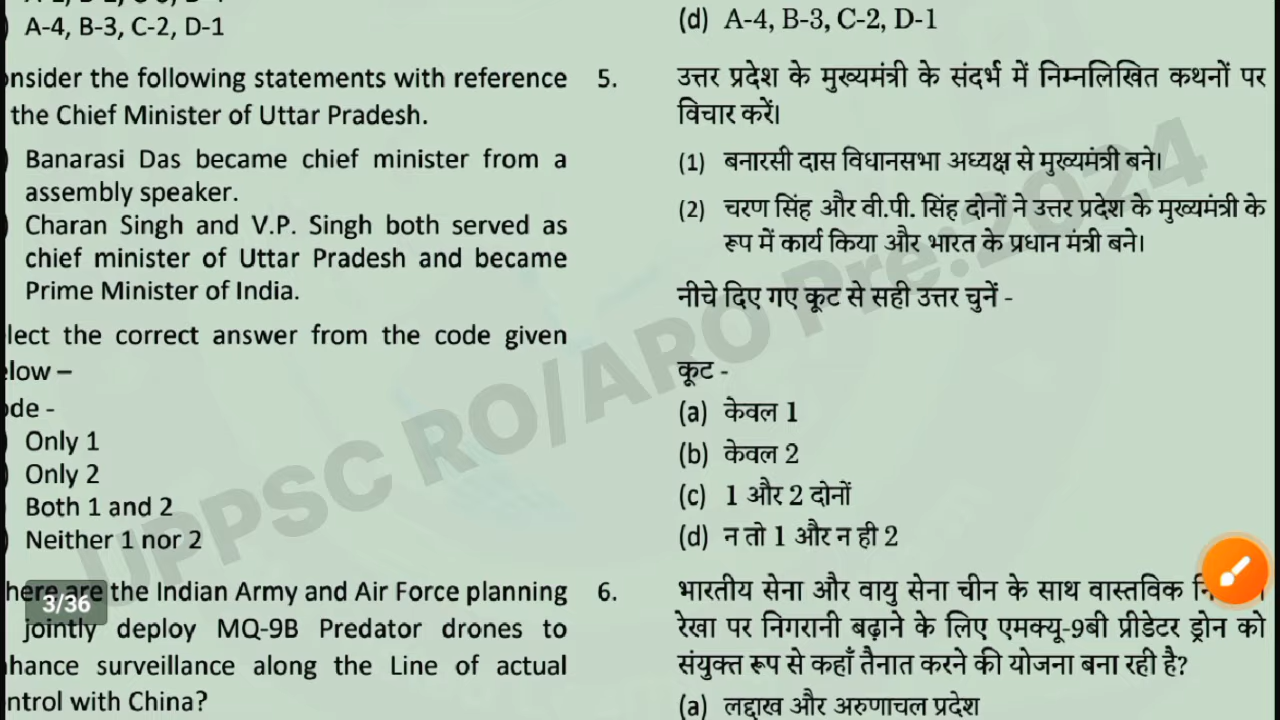 A-4, B-3, C-2, D-1
the following statements with reference
the Chief Minister of Uttar Pradesh.
Banarasi Das became chief minister from a
assembly speaker.
Charan Singh and V.P. Singh both served as
chief minister of Uttar Pradesh and became
Prime Minister of India.
the correct answer from the code given
Only 1
Only 2
Both 1 and 2
Neither 1 nor 2
the Indian Army and Air Force planning
jointly deploy MQ-9B Predator drones to
surveillance along the Line of actual
with China?
3/36
(d) A-4, B-3, C-2, D-1
5. उत्तर प्रदेश के मुख्यमंत्री के संदर्भ में निम्नलिखित कथनों पर
विचार करें।
(1) बनारसी दास विधानसभा अध्यक्ष से मुख्यमंत्री बने।
(2) चरण सिंह और वी.पी. सिंह दोनों ने उत्तर प्रदेश के मुख्यमंत्री के
रूप में कार्य किया और भारत के प्रधान मंत्री बने।
नीचे दिए गए कूट से सही उत्तर चुनें -
कूट -
(a) केवल 1
(b) केवल 2
(c) 1 और 2 दोनों
(d) न तो 1 और न ही 2
6. भारतीय सेना और वायु सेना चीन के साथ वास्तविक
रेखा पर निगरानी बढ़ाने के लिए एमक्यू-9बी प्रीडेटर ड्रोन को
संयुक्त रूप से कहाँ तैनात करने की योजना बना रही है?
(a) लद्दाख और अरुणाचल प्रदेश
UPPSC RO/ARO Pre:2024